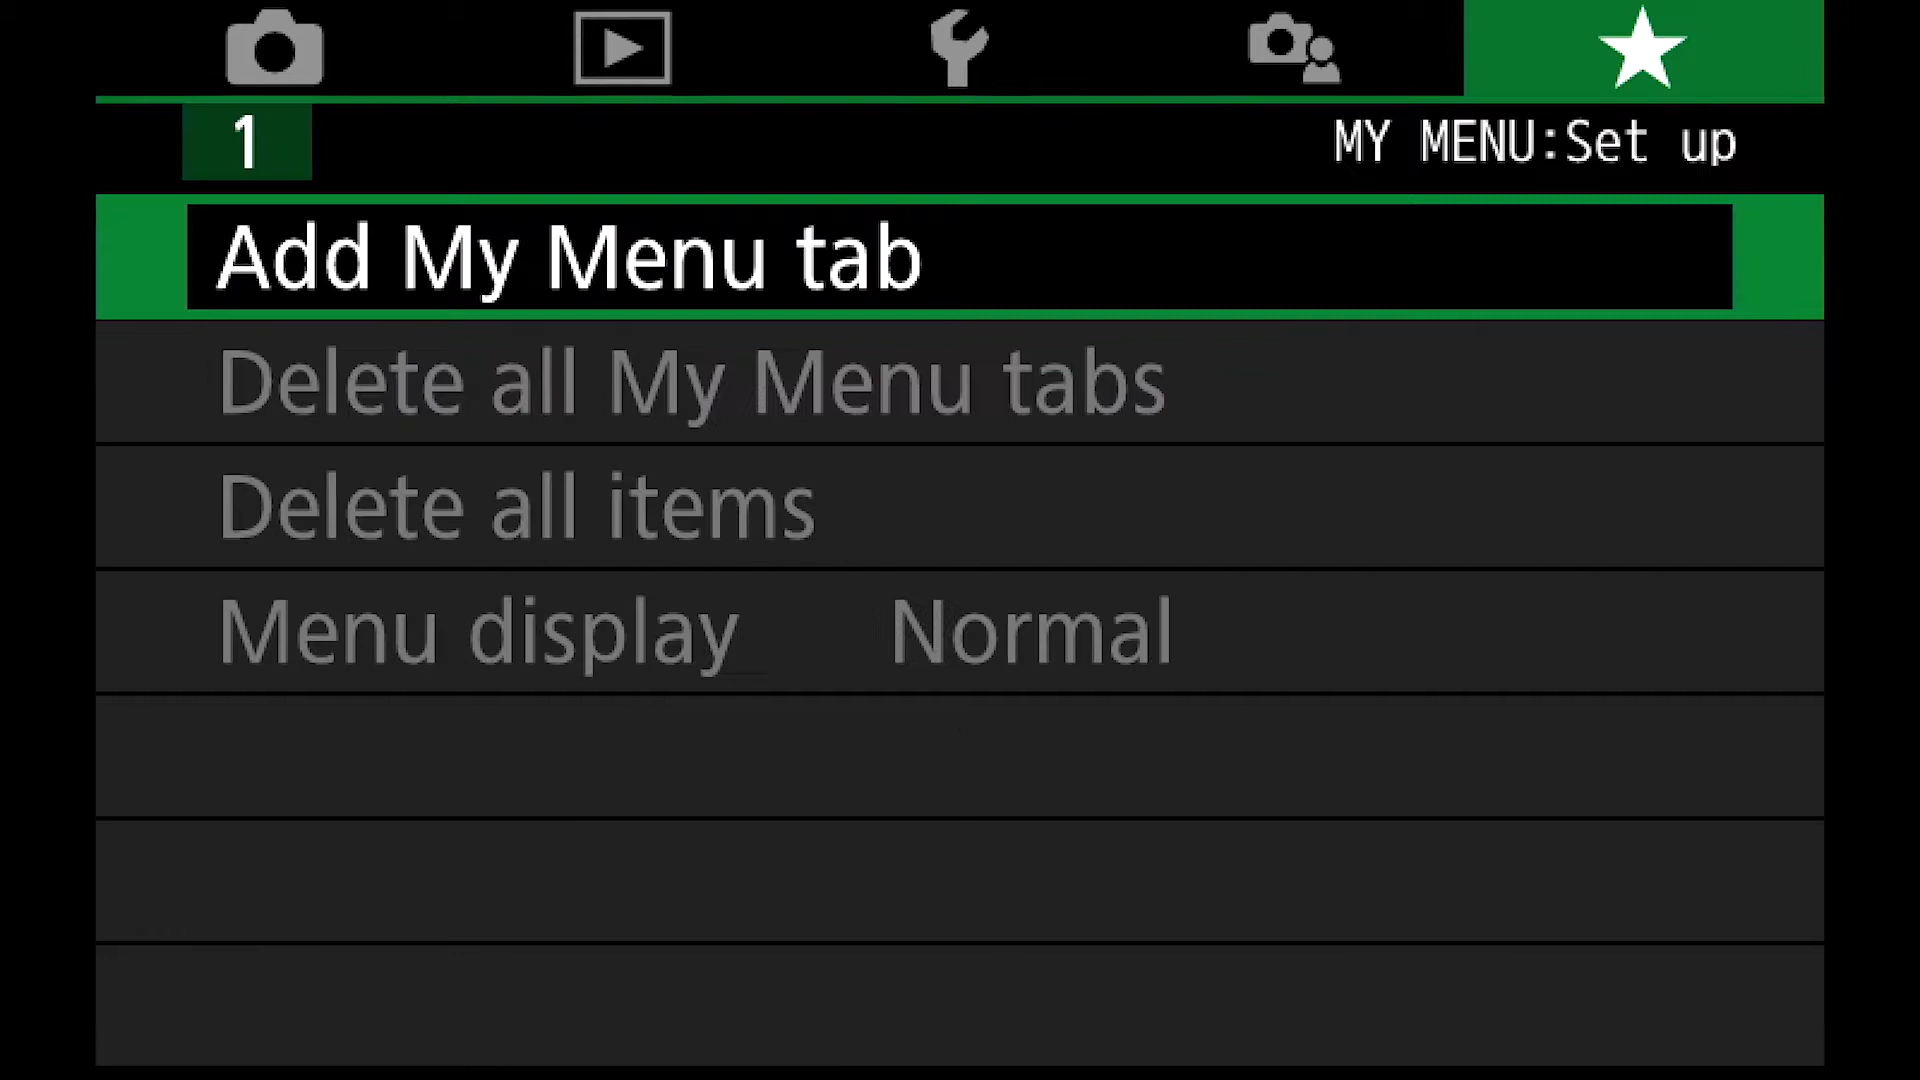 1
MY MENU:Set up
Add My Menu tab
Delete all My Menu tabs
Delete all items
Menu display Normal